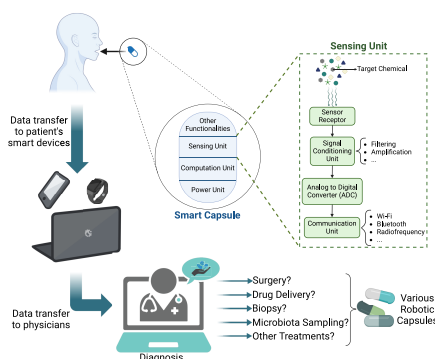 Sensing Unit
Target Chemical
Sensor
Receptor
Signal
Conditioning
Unit
• Filtering
• Amplification
• ...
Analog to Digital
Converter (ADC)
Communication
Unit
• Wi-Fi
• Bluetooth
• Radiofrequency
• ...
Other
Functionalities
Sensing Unit
Computation Unit
Power Unit
Smart Capsule
Data transfer
to patient's
smart devices
Data transfer
to physicians
Diagnosis
Surgery?
Drug Delivery?
Biopsy?
Microbiota Sampling?
Other Treatments?
Various
Robotic
Capsules